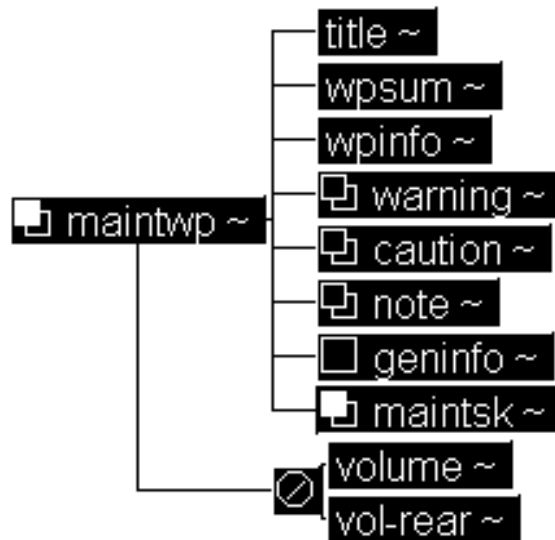 title ~
wpsum ~
wpinfo ~
warning ~
maintwp ~
caution ~
note ~
geninfo ~
maintsk ~
volume ~
vol-rear ~